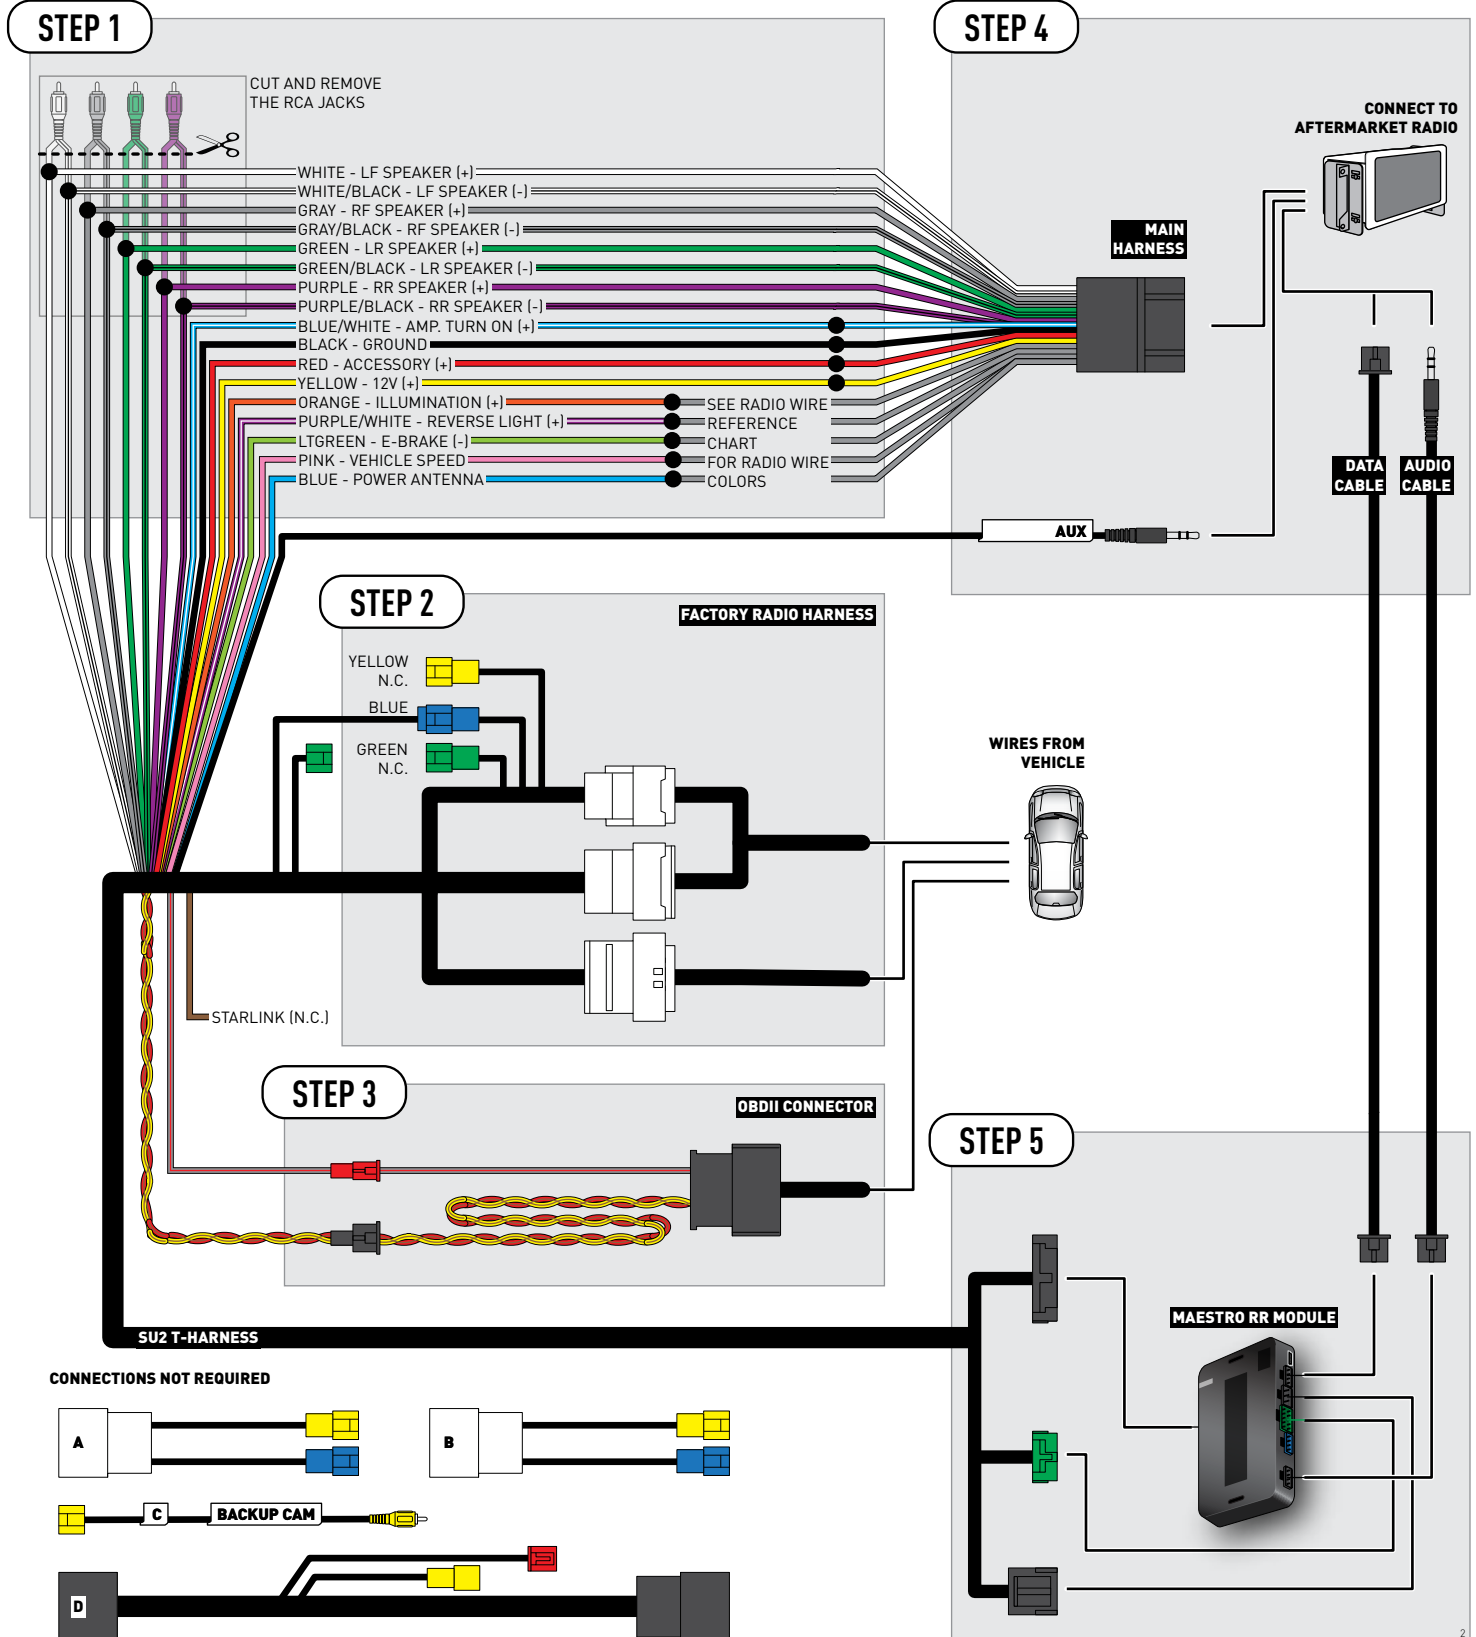 STEP 1
CUT AND REMOVE
THE RCA JACKS
WHITE - LF SPEAKER (+)
WHITE/BLACK - LF SPEAKER (-)
GRAY - RF SPEAKER (+)
GRAY/BLACK - RF SPEAKER (-)
GREEN - LR SPEAKER (+)
GREEN/BLACK - LR SPEAKER (-)
PURPLE - RR SPEAKER (+)
PURPLE/BLACK - RR SPEAKER (-)
BLUE/WHITE - AMP. TURN ON (+)
BLACK - GROUND
RED - ACCESSORY (+)
YELLOW - 12V (+)
ORANGE - ILLUMINATION (+)
PURPLE/WHITE - REVERSE LIGHT (+)
LTGREEN - E-BRAKE (-)
PINK - VEHICLE SPEED
BLUE - POWER ANTENNA
SEE RADIO WIRE
REFERENCE
CHART
FOR RADIO WIRE
COLORS
STEP 4
CONNECT TO
AFTERMARKET RADIO
MAIN
HARNESS
DATA
CABLE
AUDIO
CABLE
AUX
STEP 2
FACTORY RADIO HARNESS
YELLOW
N.C.
BLUE
GREEN
N.C.
WIRES FROM
VEHICLE
STARLINK (N.C.)
STEP 3
OBDII CONNECTOR
STEP 5
MAESTRO RR MODULE
SU2 T-HARNESS
CONNECTIONS NOT REQUIRED
A
B
C
BACKUP CAM
D
2